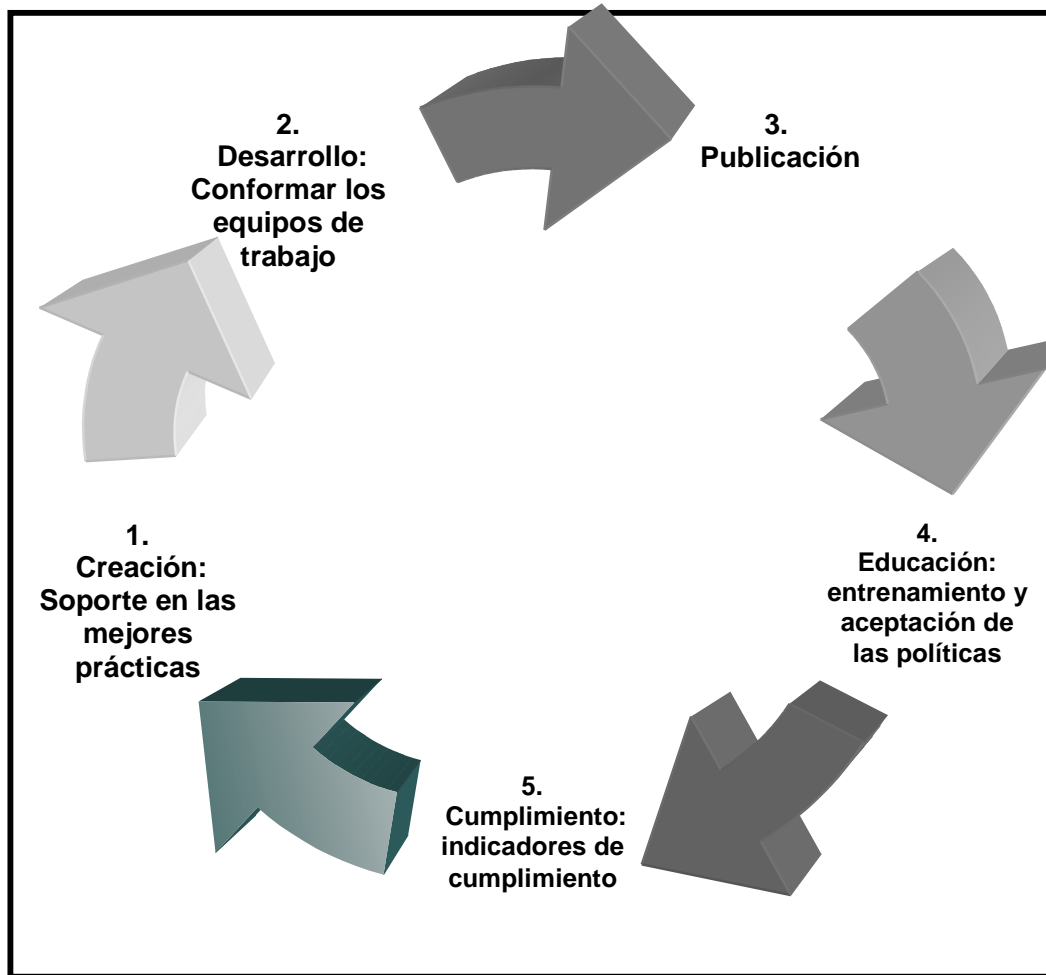 1.
Creación:
Soporte en las
mejores
prácticas
2.
Desarrollo:
Conformar los
equipos de
trabajo
3.
Publicación
4.
Educación:
entrenamiento y
aceptación de
las políticas
5.
Cumplimiento:
indicadores de
cumplimiento